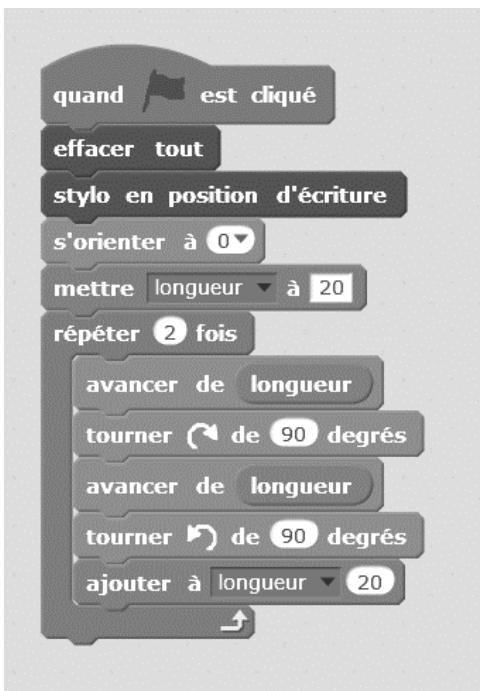 quand est cliqué
effacer tout
stylo en position d'écriture
s'orienter à 0
mettre longueur à 20
répéter 2 fois
avancer de longueur
tourner de 90 degrés
avancer de longueur
tourner de 90 degrés
ajouter à longueur 20